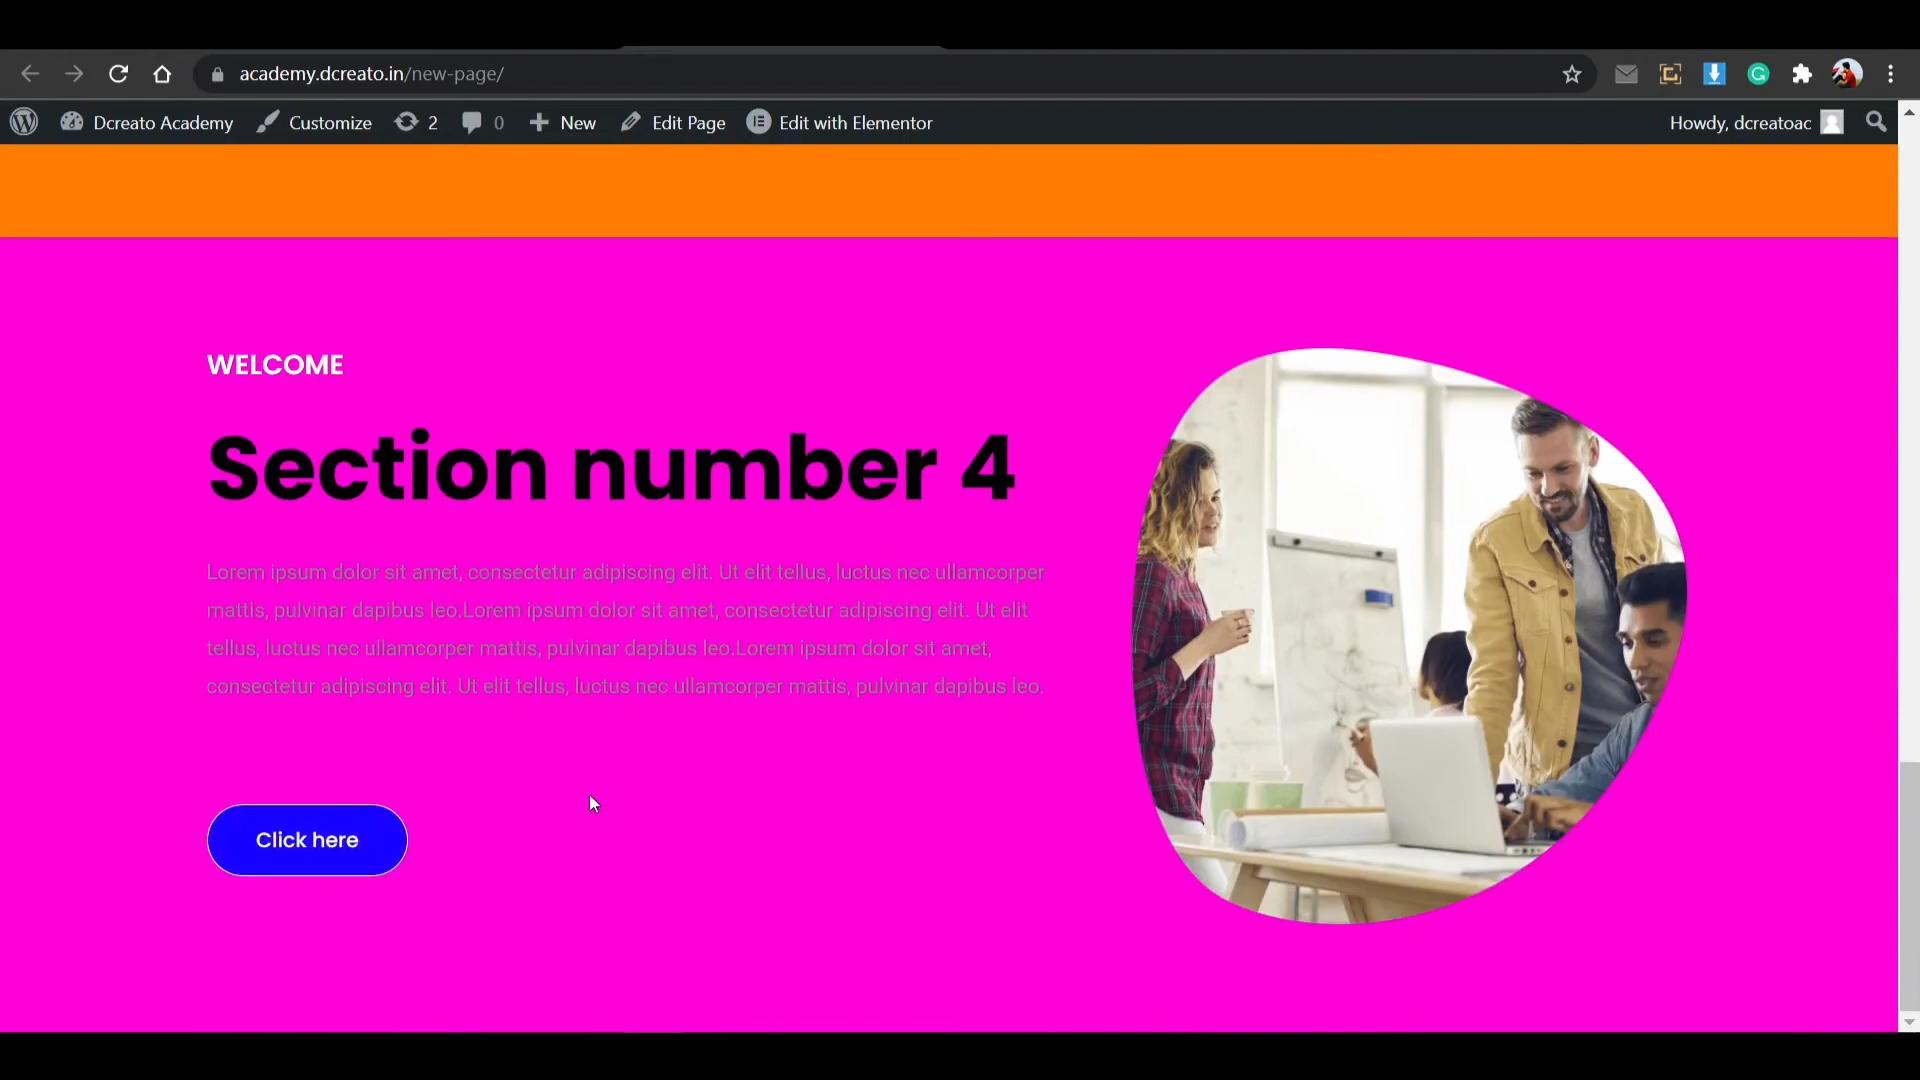 academy.dcreato.in/new-page/
Dcreato Academy Customize 2 0 New Edit Page Edit with Elementor Howdy, dcreatoac
WELCOME
Section number 4
Lorem ipsum dolor sit amet, consectetur adipiscing elit. Ut elit tellus, luctus nec ullamcorper
mattis, pulvinar dapibus leo.Lorem ipsum dolor sit amet, consectetur adipiscing elit. Ut elit
tellus, luctus nec ullamcorper mattis, pulvinar dapibus leo.Lorem ipsum dolor sit amet,
consectetur adipiscing elit. Ut elit tellus, luctus nec ullamcorper mattis, pulvinar dapibus leo.
Click here